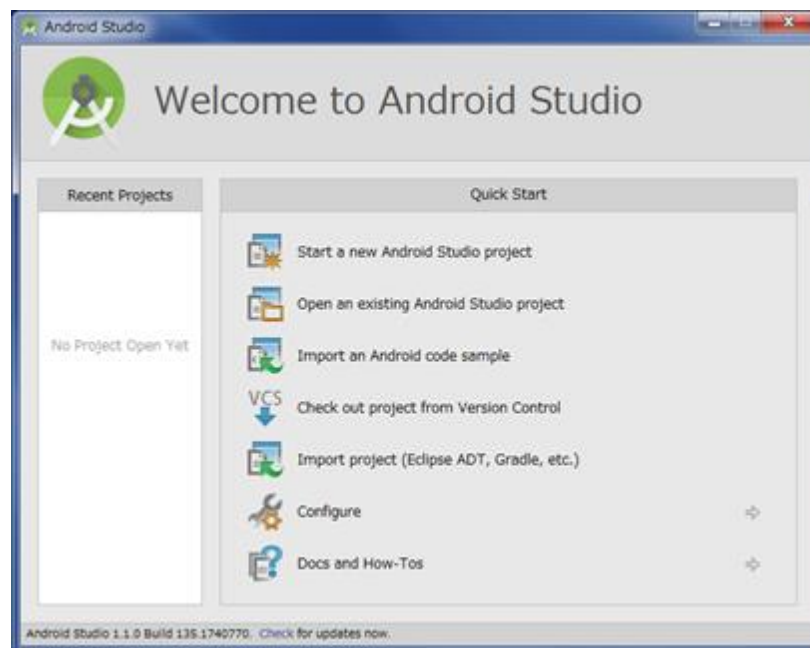 Android Studio
Welcome to Android Studio
Recent Projects
No Project Open Yet
Quick Start
Start a new Android Studio project
Open an existing Android Studio project
Import an Android code sample
VCS
Check out project from Version Control
Import project (Eclipse ADT, Gradle, etc.)
Configure
Docs and How-Tos
Android Studio 1.1.0 Build 135.1740770. Check for updates now.